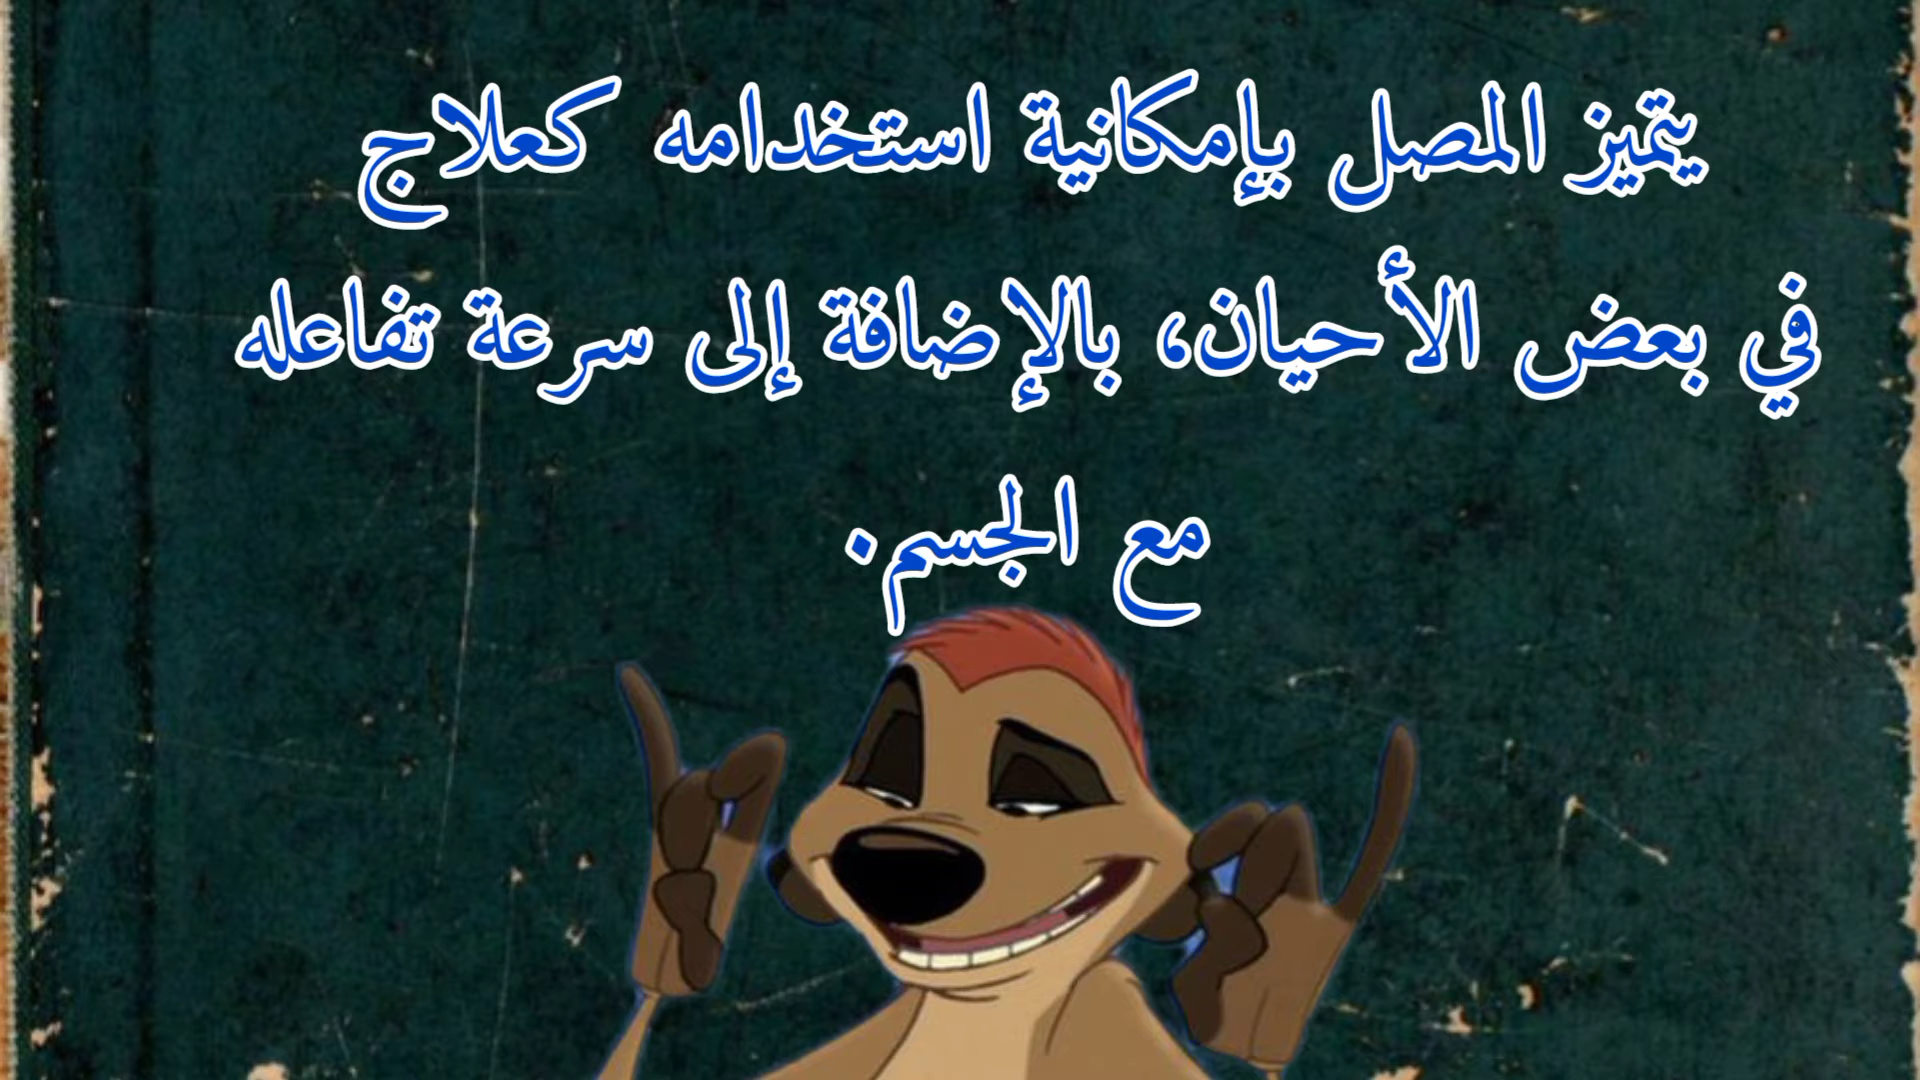 يتميز المصل بإمكانية استخدامه كعلاج
في بعض الأحيان، بالإضافة إلى سرعة تفاعله
مع الجسم.